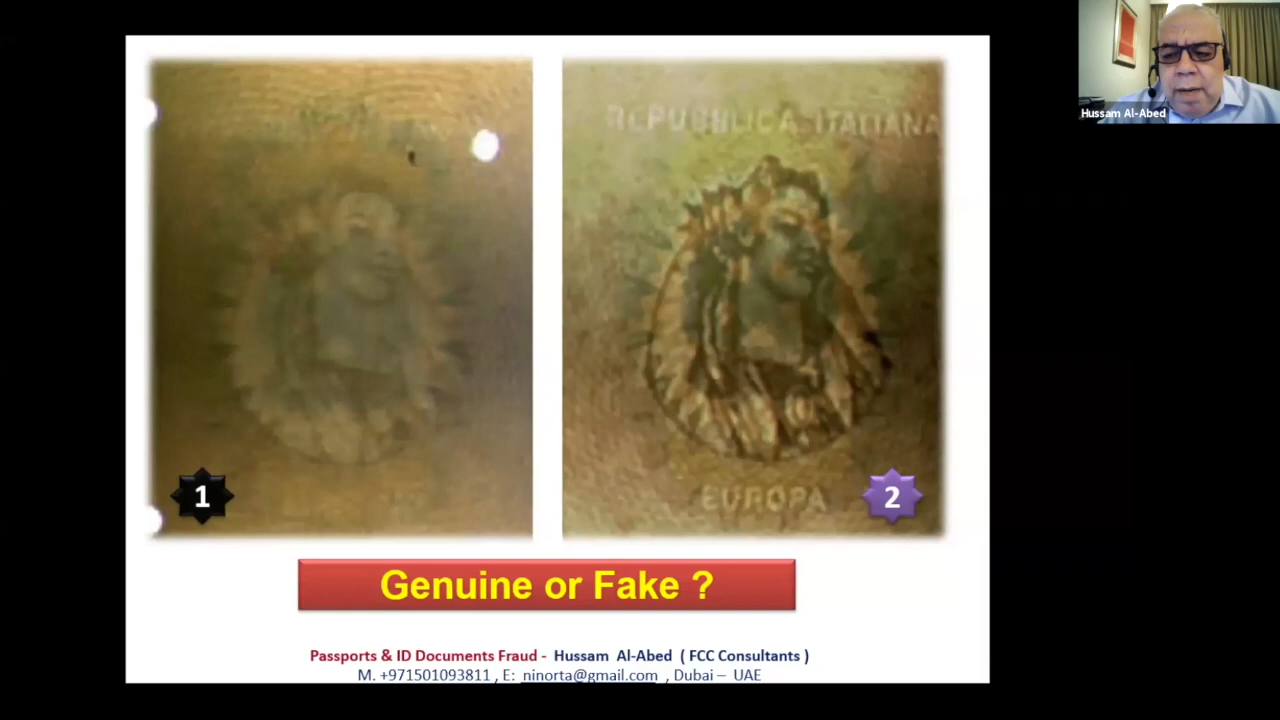 Hussam Al-Abed
REPUBBLICA ITALIANA
EUROPA
1
2
Genuine or Fake ?
Passports & ID Documents Fraud - Hussam Al-Abed ( FCC Consultants )
M. +971501093811 , E: ninorta@gmail.com , Dubai – UAE